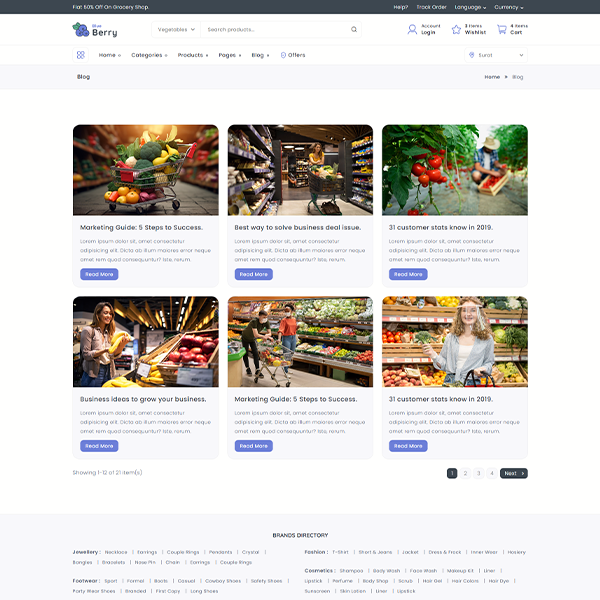 Flat 50% Off On Grocery Shop.
Help? Track Order Language Currency
Blue
Berry
Vegetables Search products...
Account
Login
3 Items
Wishlist
4 Items
Cart
Home Categories Products Pages Blog Offers
Surat
Blog
Home » Blog
Marketing Guide: 5 Steps to Success.
Lorem ipsum dolor sit, amet consectetur
adipisicing elit. Dicta ab illum maiores error neque
amet rem quod consequuntur? Iste, rerum.
Read More
Best way to solve business deal issue.
Lorem ipsum dolor sit, amet consectetur
adipisicing elit. Dicta ab illum maiores error neque
amet rem quod consequuntur? Iste, rerum.
Read More
31 customer stats know in 2019.
Lorem ipsum dolor sit, amet consectetur
adipisicing elit. Dicta ab illum maiores error neque
amet rem quod consequuntur? Iste, rerum.
Read More
Business ideas to grow your business.
Lorem ipsum dolor sit, amet consectetur
adipisicing elit. Dicta ab illum maiores error neque
amet rem quod consequuntur? Iste, rerum.
Read More
Marketing Guide: 5 Steps to Success.
Lorem ipsum dolor sit, amet consectetur
adipisicing elit. Dicta ab illum maiores error neque
amet rem quod consequuntur? Iste, rerum.
Read More
31 customer stats know in 2019.
Lorem ipsum dolor sit, amet consectetur
adipisicing elit. Dicta ab illum maiores error neque
amet rem quod consequuntur? Iste, rerum.
Read More
Showing 1-12 of 21 item(s)
1 2 3 4 Next
BRANDS DIRECTORY
Jewellery : Necklace | Earrings | Couple Rings | Pendants | Crystal |
Bangles | Bracelets | Nose Pin | Chain | Earrings | Couple Rings
Footwear : Sport | Formal | Boots | Casual | Cowboy Shoes | Safety Shoes |
Party Wear Shoes | Branded | First Copy | Long Shoes
Fashion : T-Shirt | Short & Jeans | Jacket | Dress & Frock | Inner Wear | Hosiery
Cosmetics : Shampoo | Body Wash | Face Wash | Makeup Kit | Liner |
Lipstick | Perfume | Body Shop | Scrub | Hair Gel | Hair Colors | Hair Dye |
Sunscreen | Skin Lotion | Liner | Lipstick